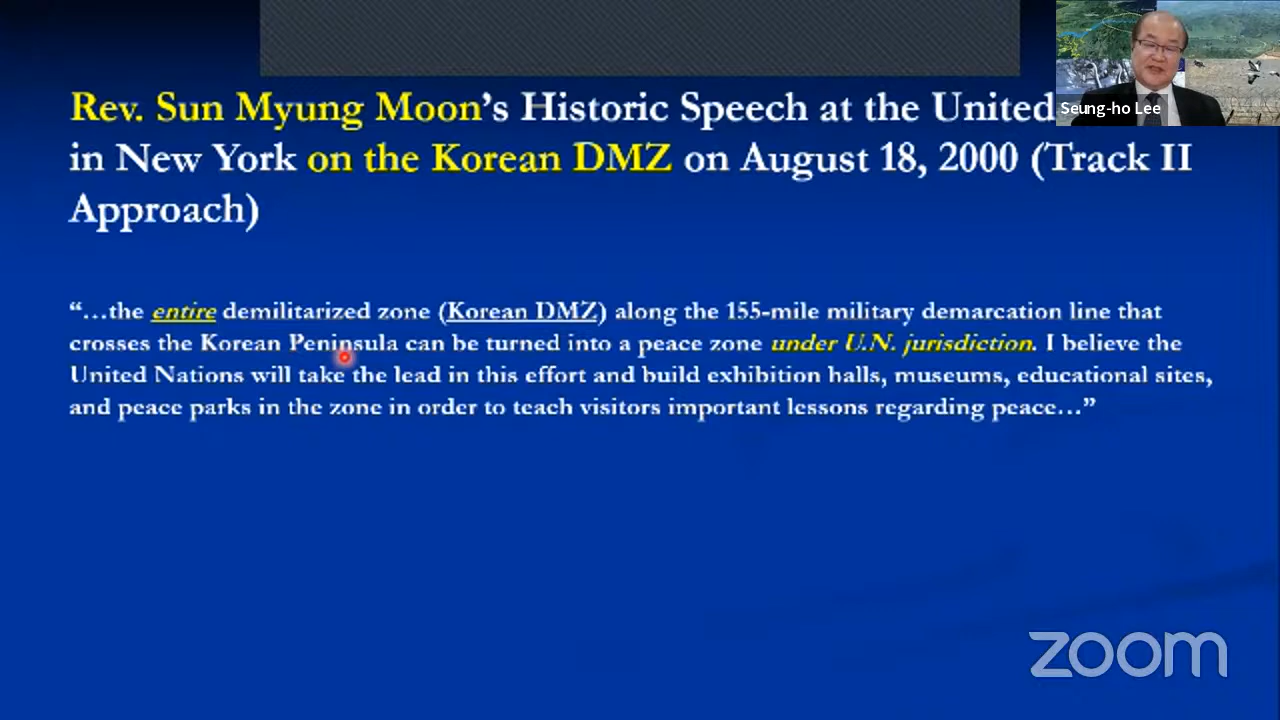 Rev. Sun Myung Moon’s Historic Speech at the United
in New York on the Korean DMZ on August 18, 2000 (Track II
Approach)
Seung-ho Lee
“…the entire demilitarized zone (Korean DMZ) along the 155-mile military demarcation line that
crosses the Korean Peninsula can be turned into a peace zone under U.N. jurisdiction. I believe the
United Nations will take the lead in this effort and build exhibition halls, museums, educational sites,
and peace parks in the zone in order to teach visitors important lessons regarding peace…”
zoom